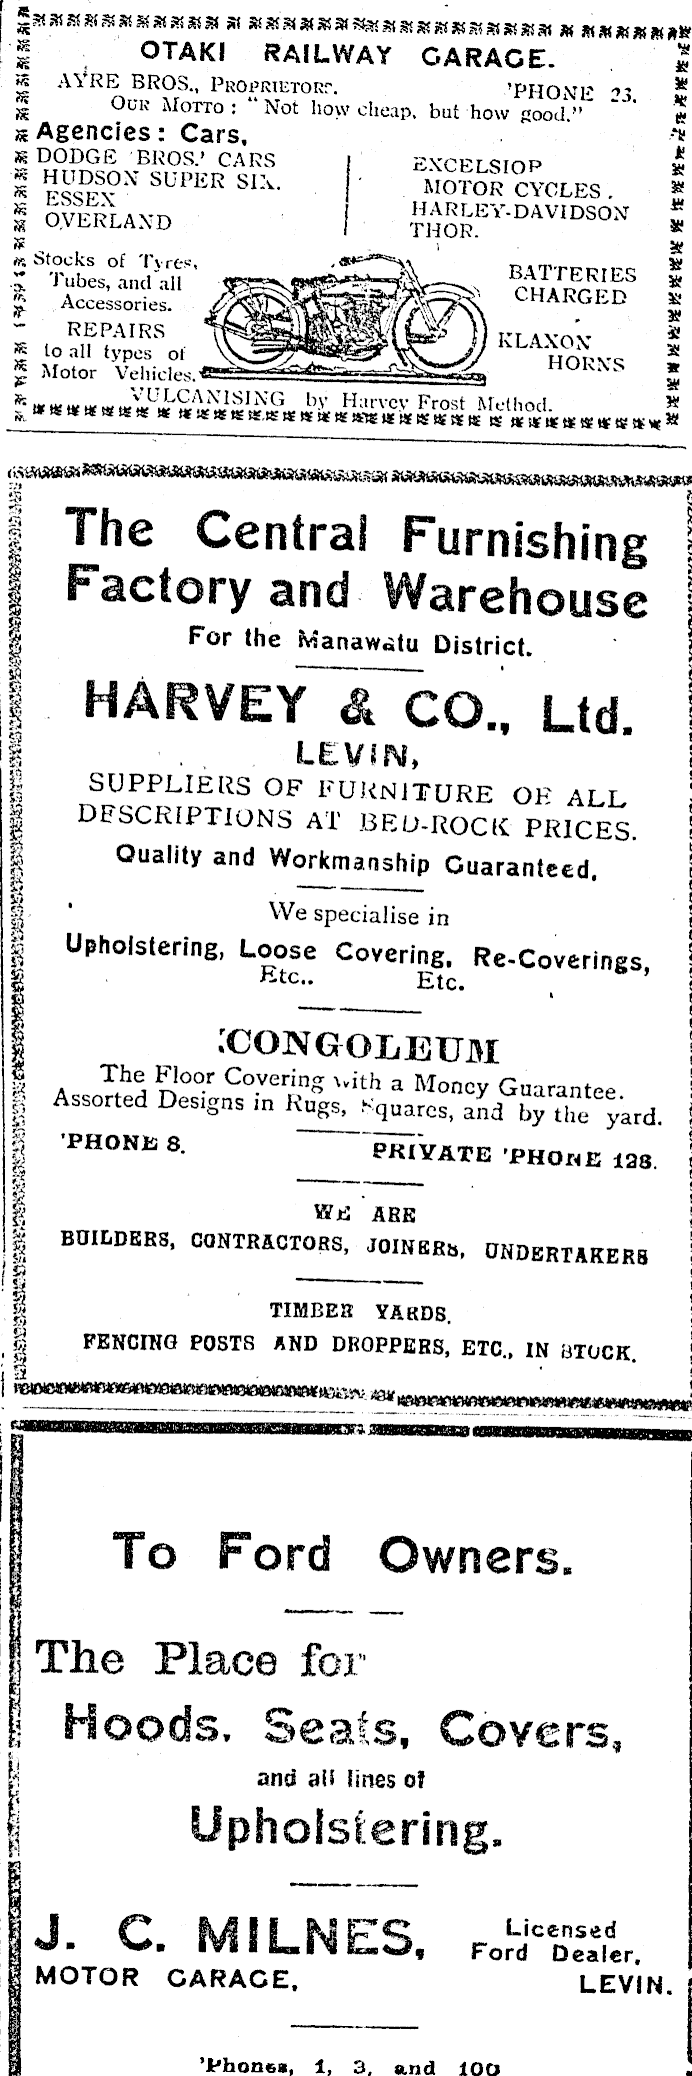 OTAKI RAILWAY GARAGE.
AYRE BROS., PROPRIETORS. 'PHONE 23.
OUR MOTTO: "Not how cheap, but how good."
Agencies: Cars,
DODGE BROS.' CARS
HUDSON SUPER SIX.
ESSEX
OVERLAND
EXCELSIOR
MOTOR CYCLES.
HARLEY-DAVIDSON
THOR.
Stocks of Tyres,
Tubes, and all
Accessories.
REPAIRS
to all types of
Motor Vehicles.
BATTERIES
CHARGED
KLAXON
HORNS
VULCANISING by Harvey Frost Method.
The Central Furnishing
Factory and Warehouse
For the Manawatu District.
HARVEY & CO., Ltd.
LEVIN,
SUPPLIERS OF FURNITURE OF ALL
DESCRIPTIONS AT BED-ROCK PRICES.
Quality and Workmanship Guaranteed.
We specialise in
Upholstering, Loose Covering, Re-Coverings,
Etc.. Etc.
CONGOLEUM
The Floor Covering with a Money Guarantee.
Assorted Designs in Rugs, Squares, and by the yard.
'PHONE 8. PRIVATE 'PHONE 128.
WE ARE
BUILDERS, CONTRACTORS, JOINERS, UNDERTAKERS
TIMBER YARDS.
FENCING POSTS AND DROPPERS, ETC., IN STOCK.
To Ford Owners.
The Place for
Hoods. Seats, Covers,
and all lines of
Upholstering.
J. C. MILNES, Licensed
Ford Dealer,
MOTOR GARAGE, LEVIN.
'Phones, 1, 3, and 100